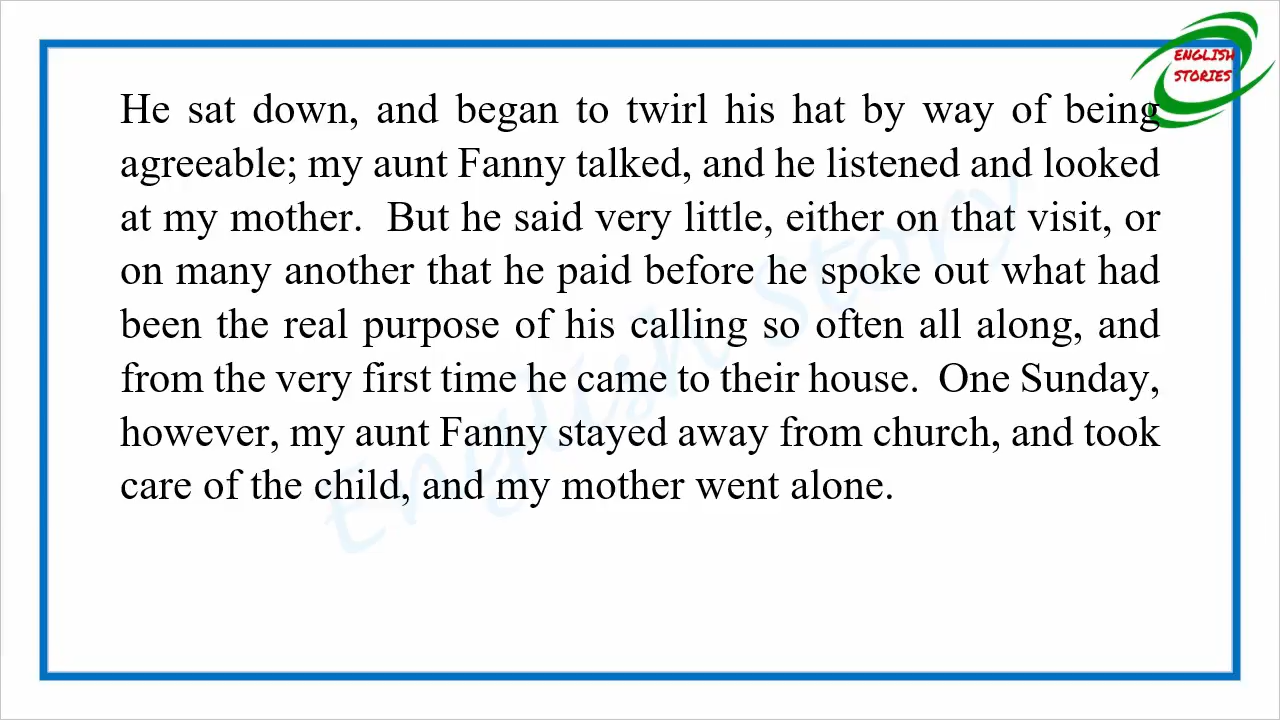 ENGLISH
STORIES
He sat down, and began to twirl his hat by way of being
agreeable; my aunt Fanny talked, and he listened and looked
at my mother.  But he said very little, either on that visit, or
on many another that he paid before he spoke out what had
been the real purpose of his calling so often all along, and
from the very first time he came to their house.  One Sunday,
however, my aunt Fanny stayed away from church, and took
care of the child, and my mother went alone.
English Story